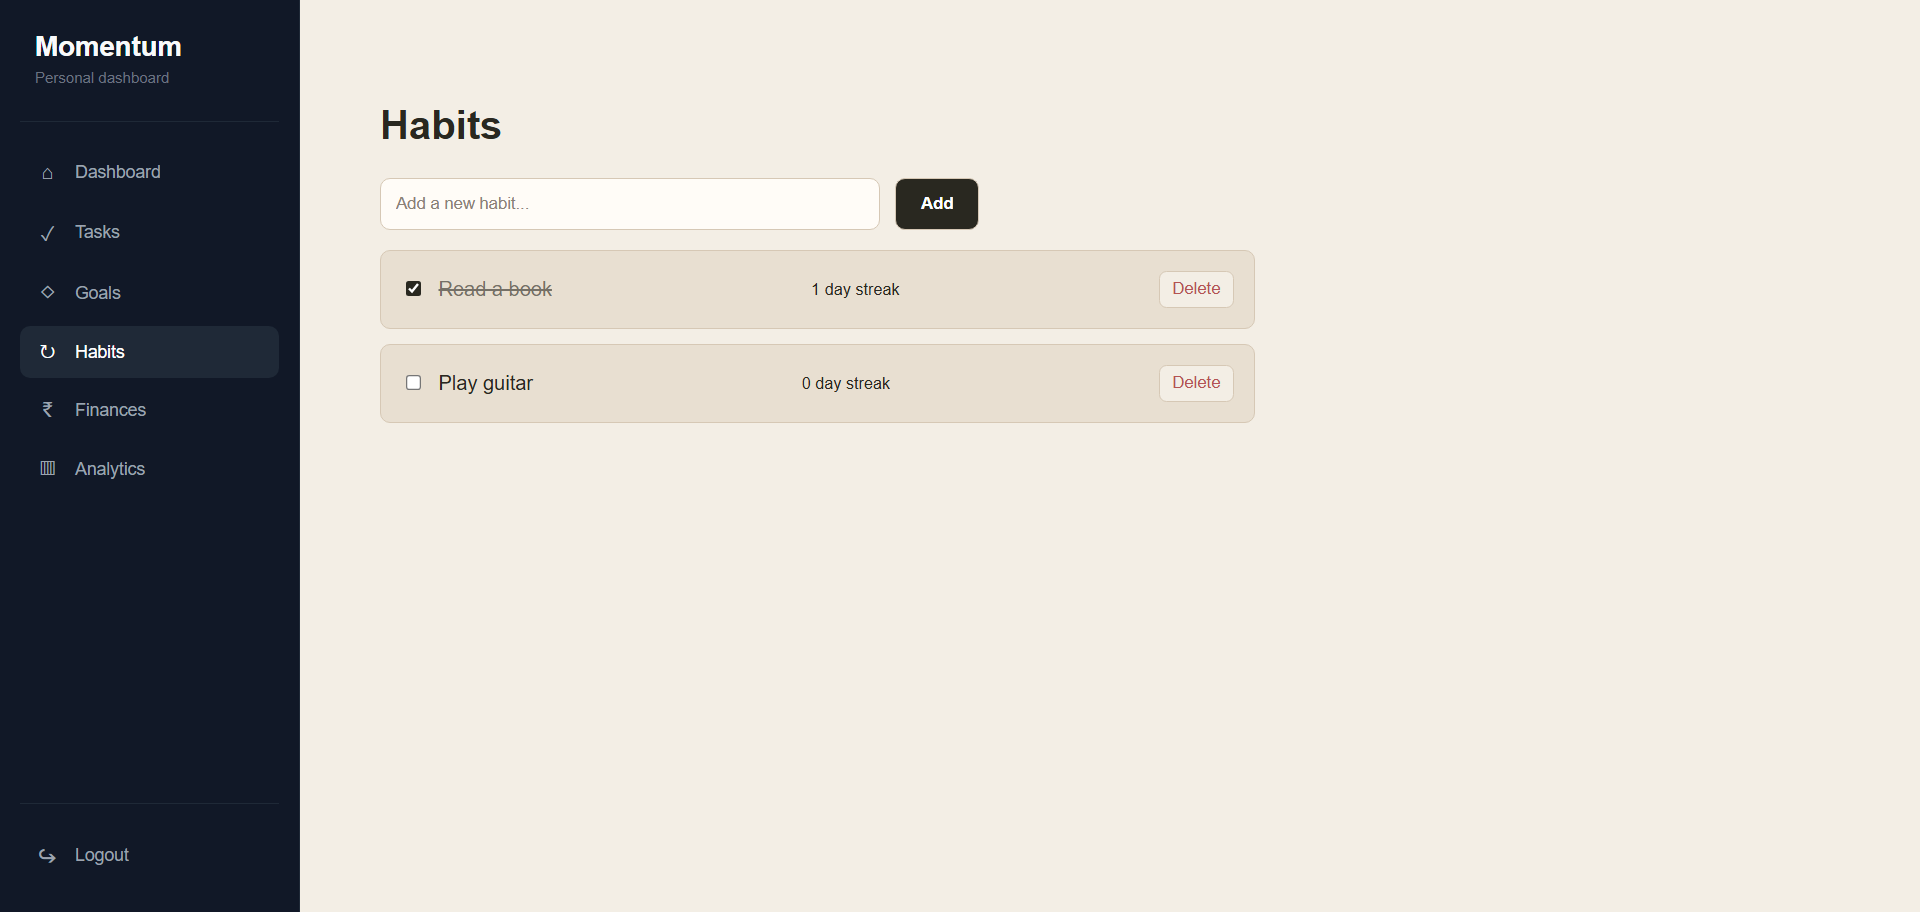 Momentum
Personal dashboard
Dashboard
Tasks
Goals
Habits
₹ Finances
Analytics
Logout
Habits
Add a new habit...
Add
Read a book
1 day streak
Delete
Play guitar
0 day streak
Delete